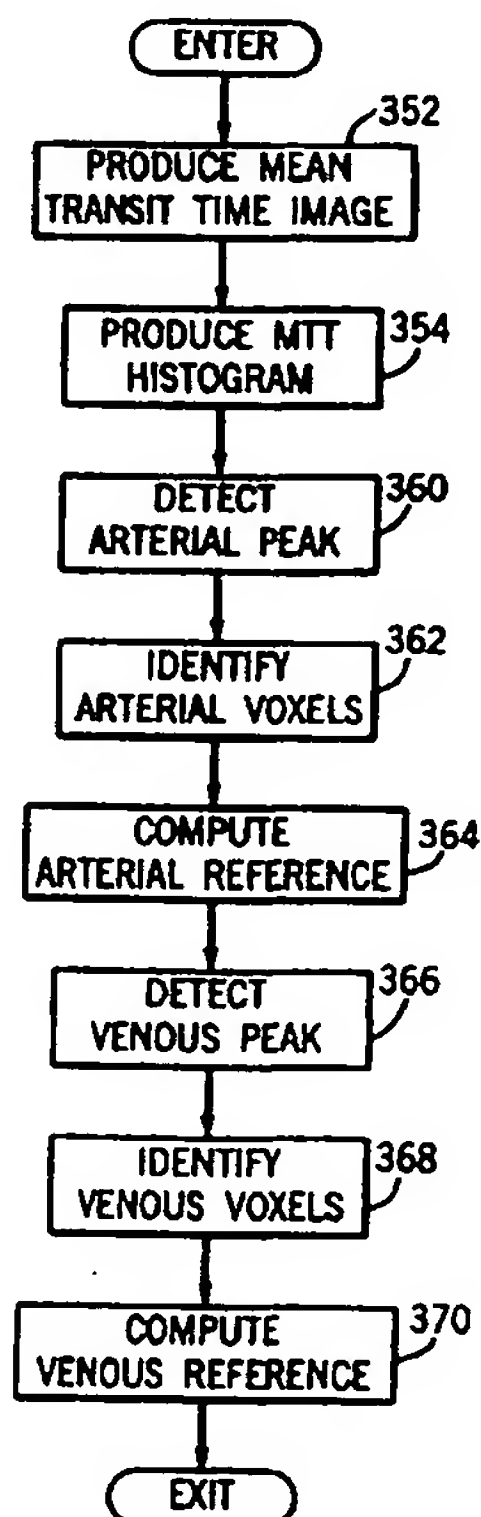 ENTER
352
PRODUCE MEAN
TRANSIT TIME IMAGE
PRODUCE MTT
HISTOGRAM
354
DETECT
ARTERIAL PEAK
360
IDENTIFY
ARTERIAL VOXELS
362
COMPUTE
ARTERIAL REFERENCE
364
DETECT
VENOUS PEAK
366
IDENTIFY
VENOUS VOXELS
368
COMPUTE
VENOUS REFERENCE
370
EXIT